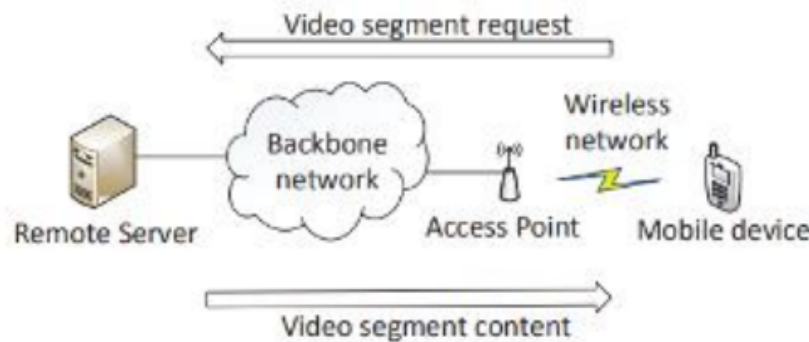 Video segment request
Wireless
network
Backbone
network
Remote Server
Access Point
Mobile device
Video segment content